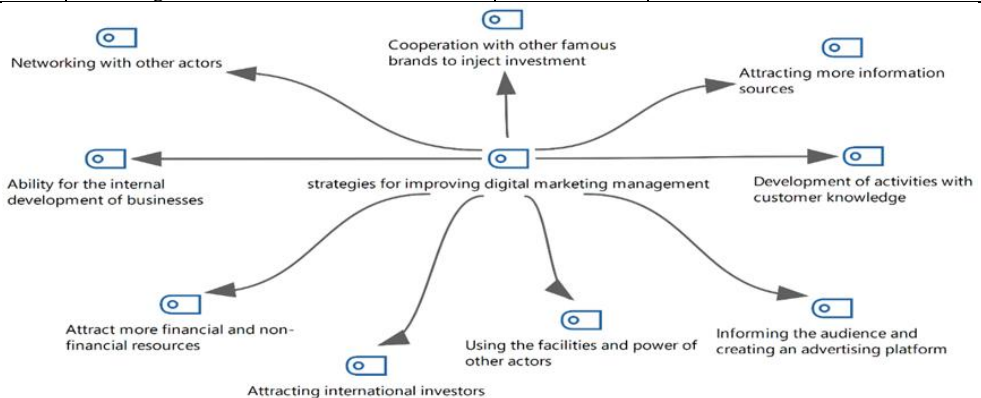 Networking with other actors
Cooperation with other famous
brands to inject investment
Attracting more information
sources
Ability for the internal
development of businesses
strategies for improving digital marketing management
Development of activities with
customer knowledge
Attract more financial and non-
financial resources
Attracting international investors
Using the facilities and power of
other actors
Informing the audience and
creating an advertising platform